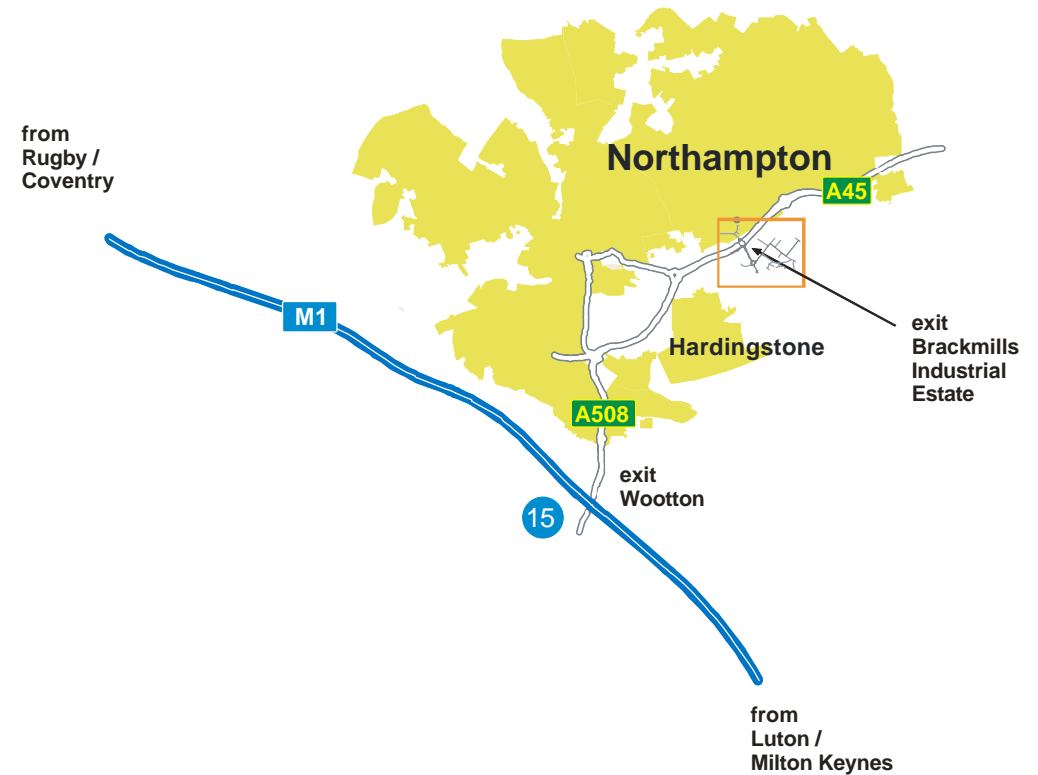 from
Rugby /
Coventry
Northampton
A45
M1
exit
Brackmills
Industrial
Estate
Hardingstone
A508
exit
Wootton
15
from
Luton /
Milton Keynes